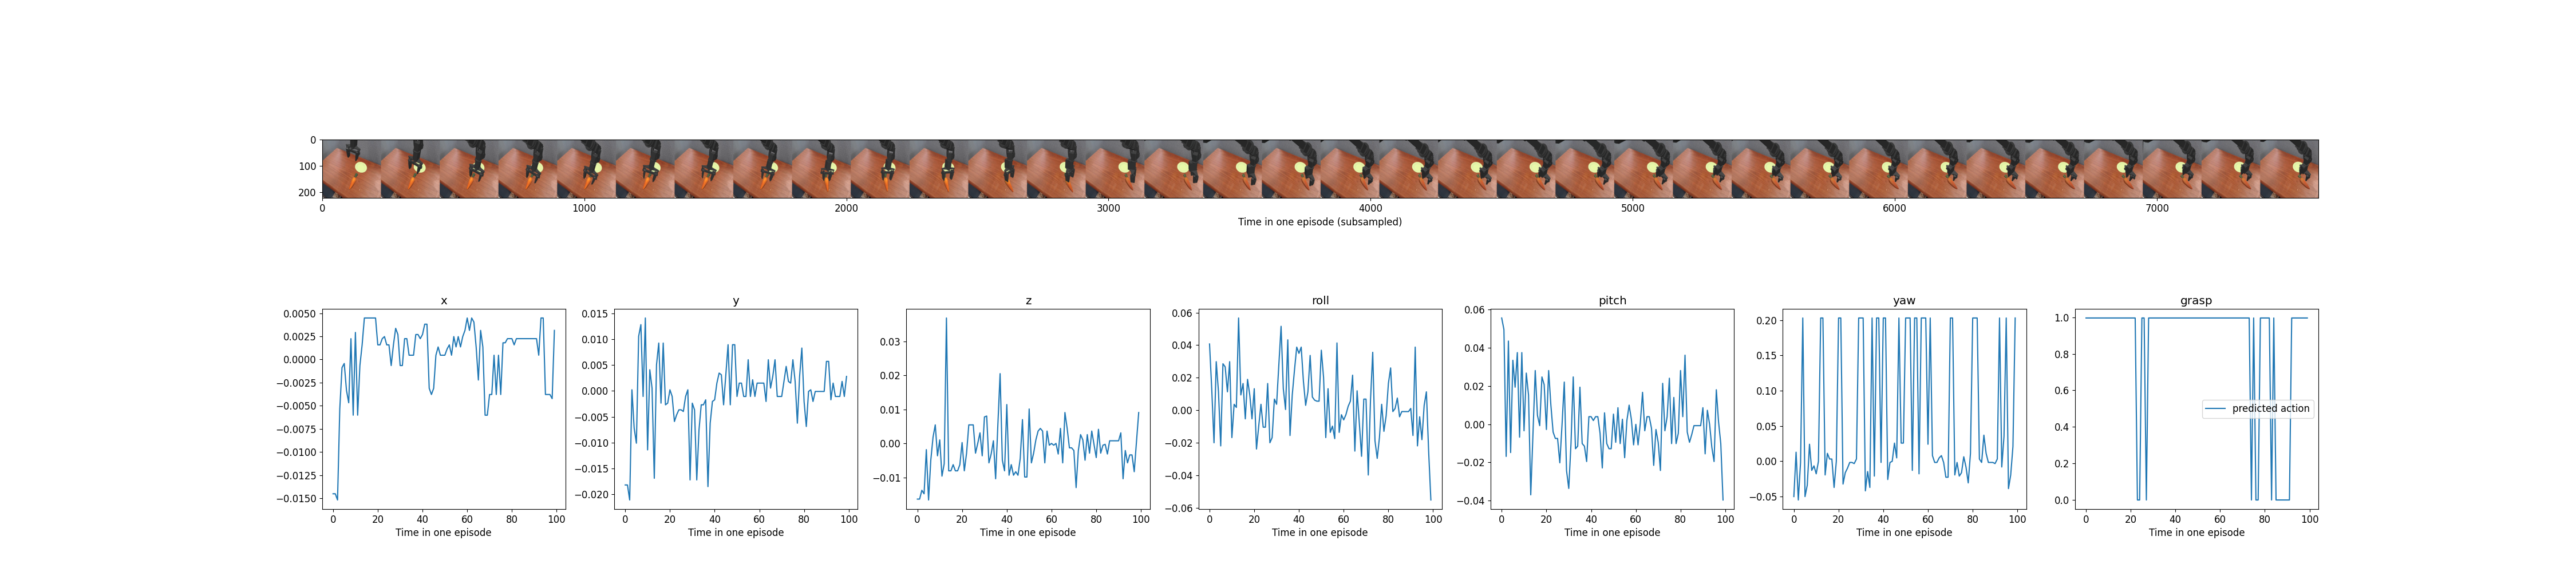 0
100
200
0 1000 2000 3000 4000 5000 6000 7000
Time in one episode (subsampled)
x
0.0050
0.0025
0.0000
−0.0025
−0.0050
−0.0075
−0.0100
−0.0125
−0.0150
0 20 40 60 80 100
Time in one episode
y
0.015
0.010
0.005
0.000
−0.005
−0.010
−0.015
−0.020
0 20 40 60 80 100
Time in one episode
z
0.03
0.02
0.01
0.00
−0.01
0 20 40 60 80 100
Time in one episode
roll
0.06
0.04
0.02
0.00
−0.02
−0.04
−0.06
0 20 40 60 80 100
Time in one episode
pitch
0.06
0.04
0.02
0.00
−0.02
−0.04
0 20 40 60 80 100
Time in one episode
yaw
0.20
0.15
0.10
0.05
0.00
−0.05
0 20 40 60 80 100
Time in one episode
grasp
1.0
0.8
0.6
0.4
0.2
0.0
predicted action
0 20 40 60 80 100
Time in one episode